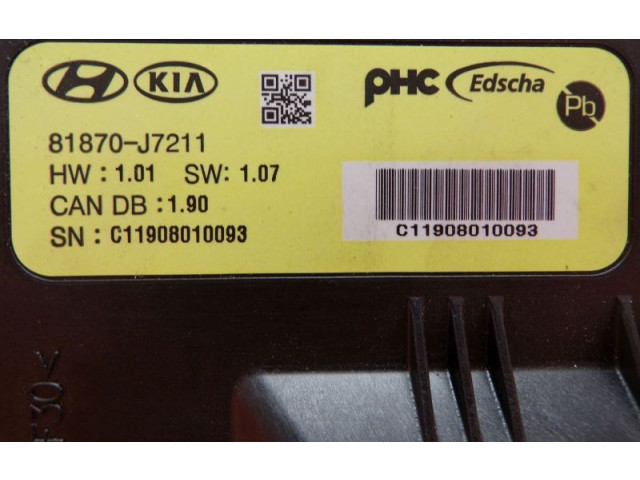 KIA
PHC Edscha Pb
81870-J7211
HW : 1.01 SW: 1.07
CAN DB : 1.90
SN : C11908010093
C11908010093
F30<